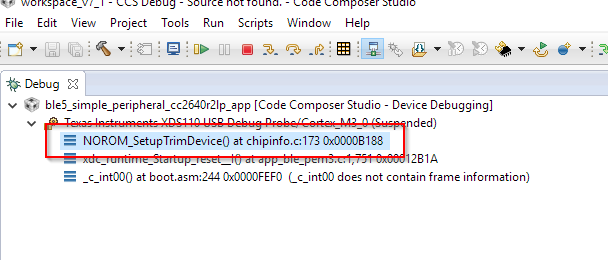 workspace_v7_1 - CCS Debug - Source not found. - Code Composer Studio
File Edit View Project Tools Run Scripts Window Help
Debug
ble5_simple_peripheral_cc2640r2lp_app [Code Composer Studio - Device Debugging]
Texas Instruments XDS110 USB Debug Probe/Cortex_M3_0 (Suspended)
NOROM_SetupTrimDevice() at chipinfo.c:173 0x0000B188
xdc_runtime_Startup_reset__I() at app_ble_pem3.c:1,751 0x00012B1A
_c_int00() at boot.asm:244 0x0000FEF0 (_c_int00 does not contain frame information)